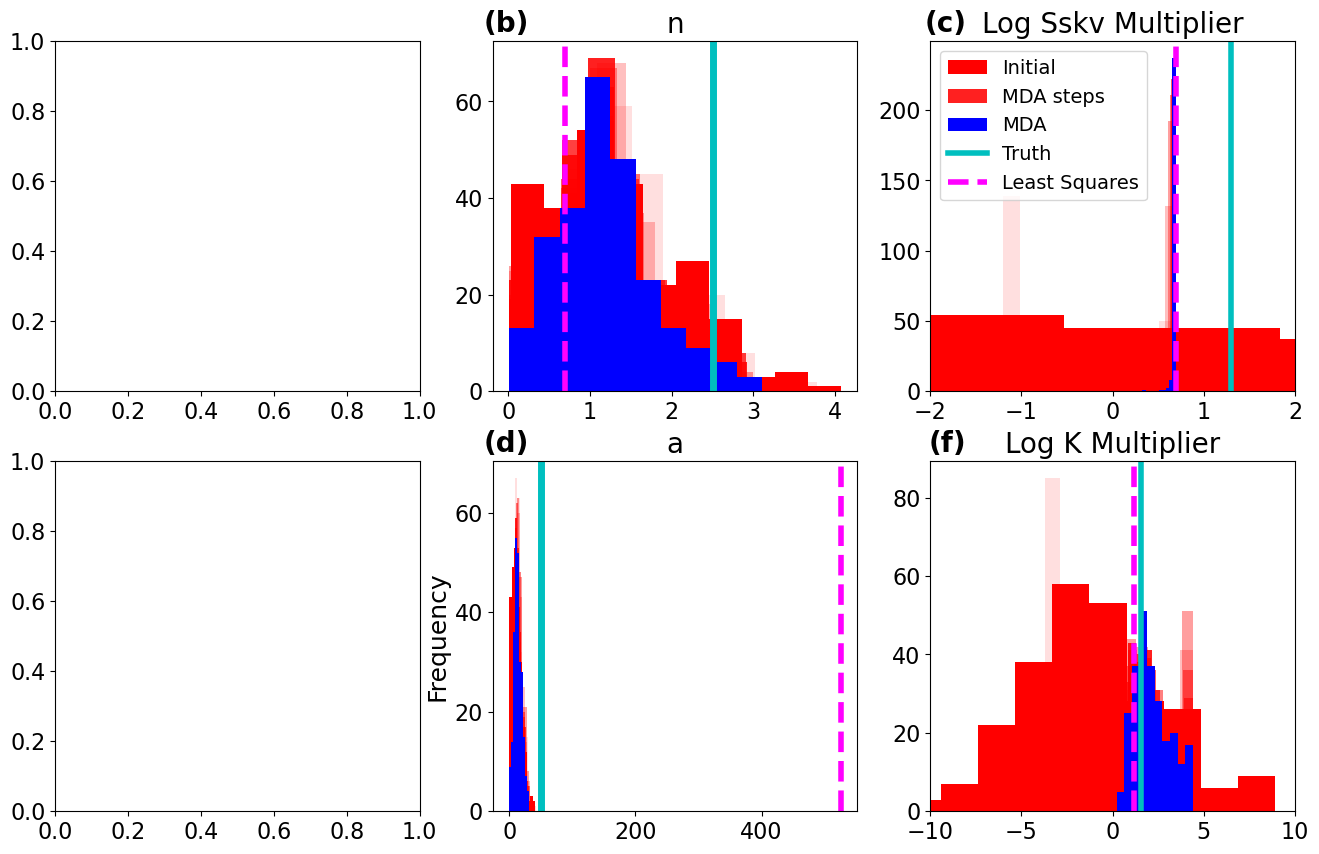 (b) n
(c) Log Sskv Multiplier
1.0
0.8
0.6
0.4
0.2
0.0
0.0 0.2 0.4 0.6 0.8 1.0
60
40
20
0
0 1 2 3 4
200
150
100
50
0
−2 −1 0 1 2
Initial
MDA steps
MDA
Truth
Least Squares
(d) a
(f) Log K Multiplier
1.0
0.8
0.6
0.4
0.2
0.0
0.0 0.2 0.4 0.6 0.8 1.0
Frequency
60
40
20
0
0 200 400
80
60
40
20
0
−10 −5 0 5 10